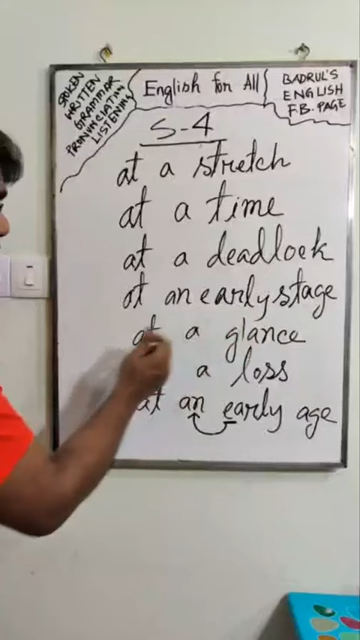 SPOKEN
WRITTEN
GRAMMAR
PRONUNCIATION
LISTENING
English for All
BADRUL'S
ENGLISH
F.B. PAGE
S-4
at a stretch
at a time
at a deadlock
at an early stage
at a glance
a loss
at an early age